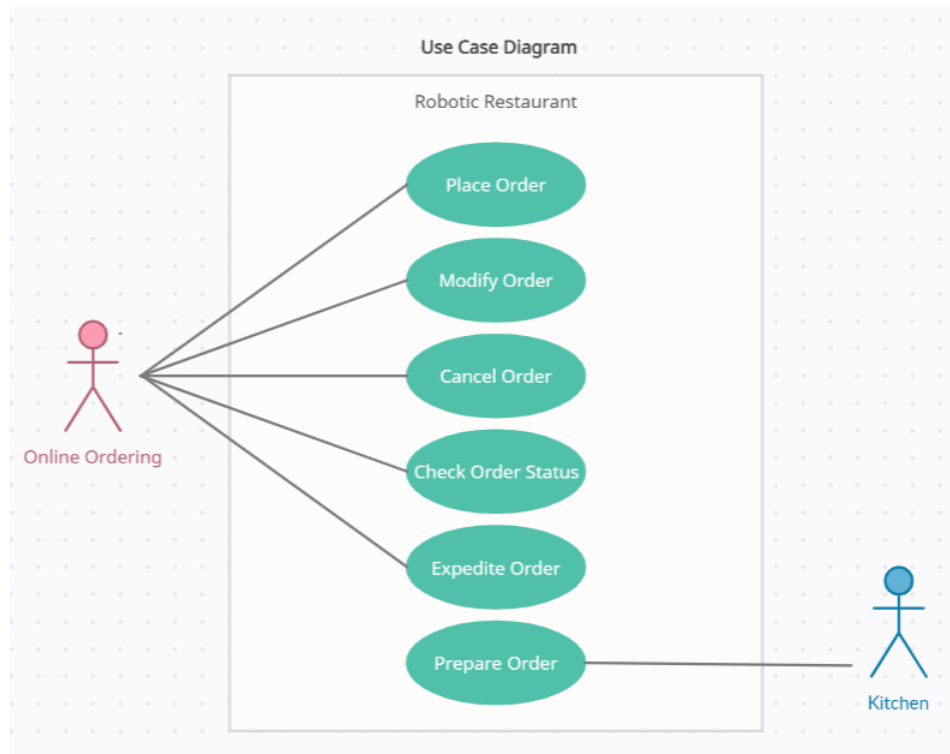 Use Case Diagram
Robotic Restaurant
Place Order
Modify Order
Cancel Order
Check Order Status
Online Ordering
Expedite Order
Prepare Order
Kitchen